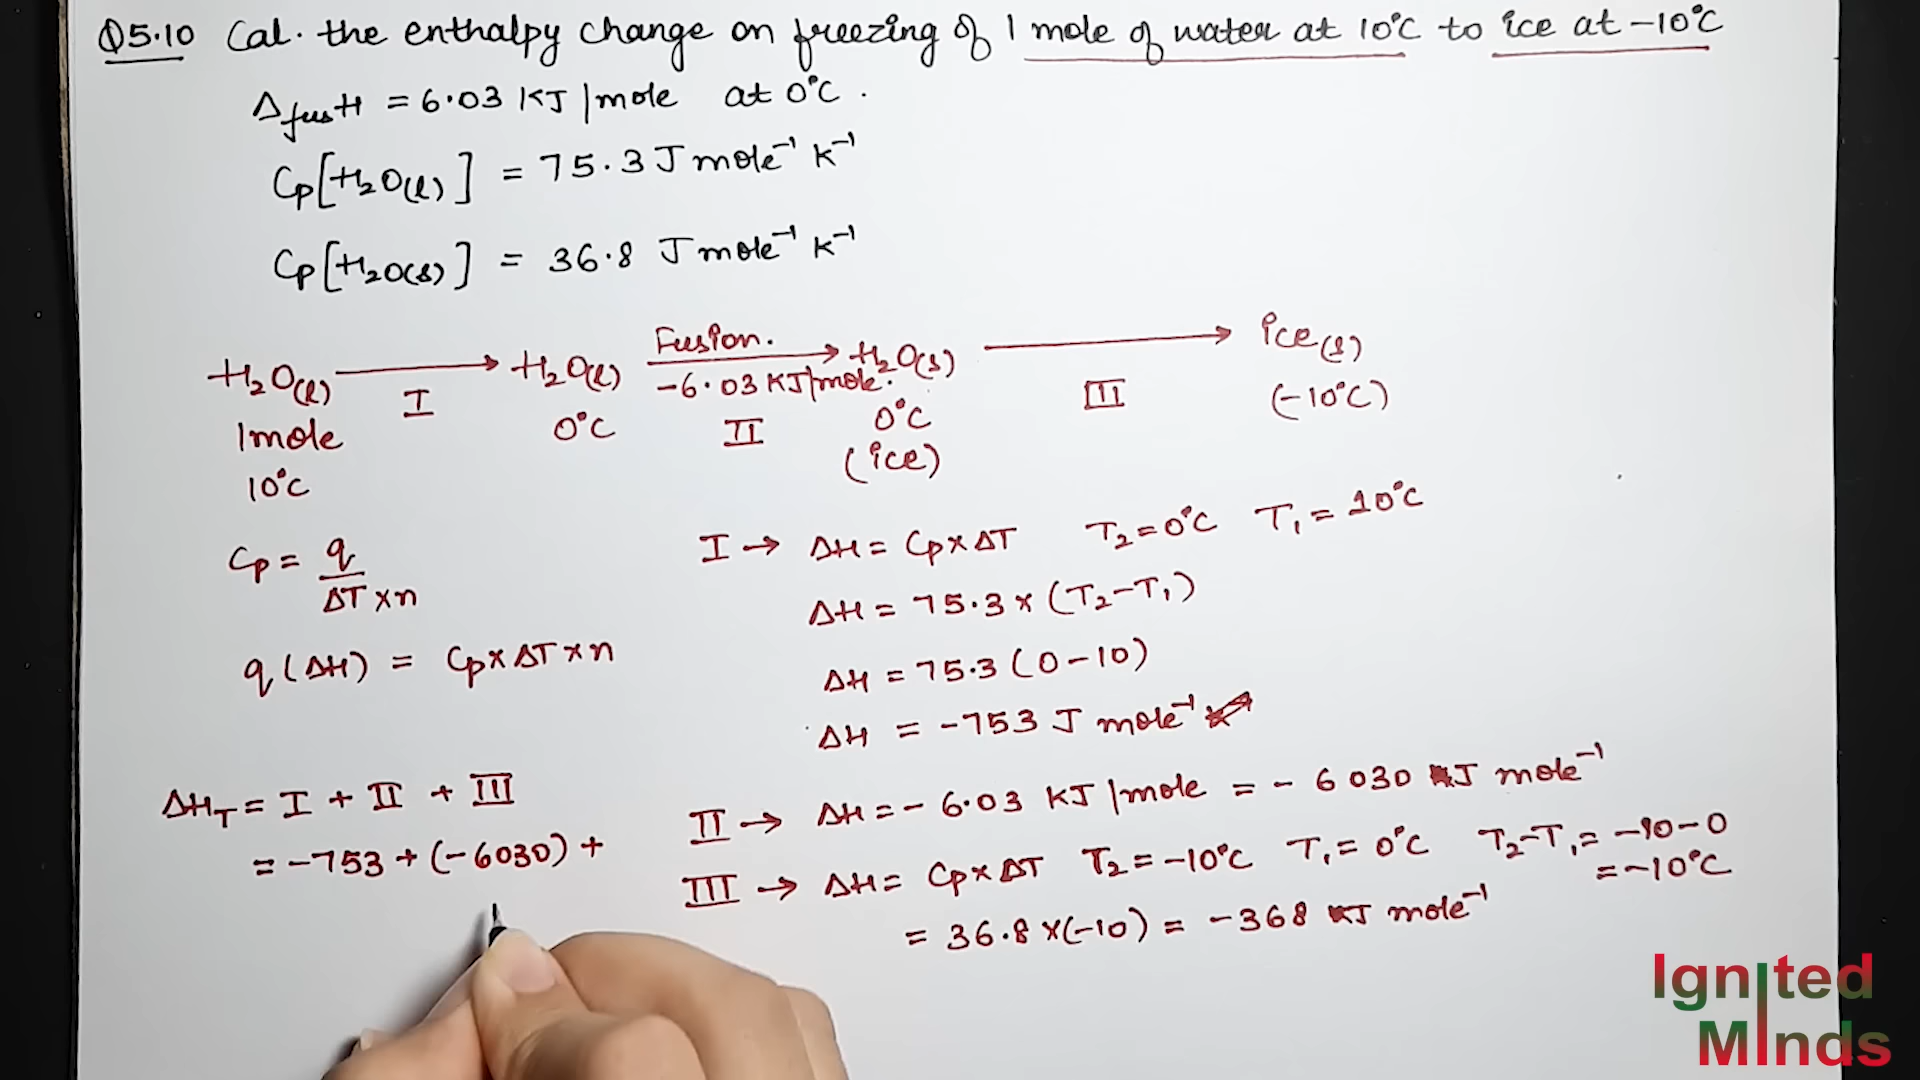 Q5.10 Cal. the enthalpy change on freezing of 1 mole of water at 10°C to ice at -10°C
ΔfusH = 6.03 KJ/mole at 0°C.
Cp[H₂O(l)] = 75.3 J mole⁻¹ K⁻¹
Cp[H₂O(s)] = 36.8 J mole⁻¹ K⁻¹
H₂O(l) → H₂O(l) Fusion. → H₂O(s) → ice(s)
I -6.03 KJ/mole. III (-10°C)
1mole 0°C II 0°C
10°C (ice)
Cp = q / ΔT × n
q (ΔH) = Cp × ΔT × n
I → ΔH = Cp × ΔT T₂ = 0°C T₁ = 10°C
ΔH = 75.3 × (T₂ - T₁)
ΔH = 75.3 (0 - 10)
ΔH = -753 J mole⁻¹
ΔH_T = I + II + III
= -753 + (-6030) +
II → ΔH = - 6.03 KJ/mole = - 6030 J mole⁻¹
III → ΔH = Cp × ΔT T₂ = -10°C T₁ = 0°C T₂ - T₁ = -10 - 0
= -10°C
= 36.8 × (-10) = -368 J mole⁻¹
Ignited
Minds